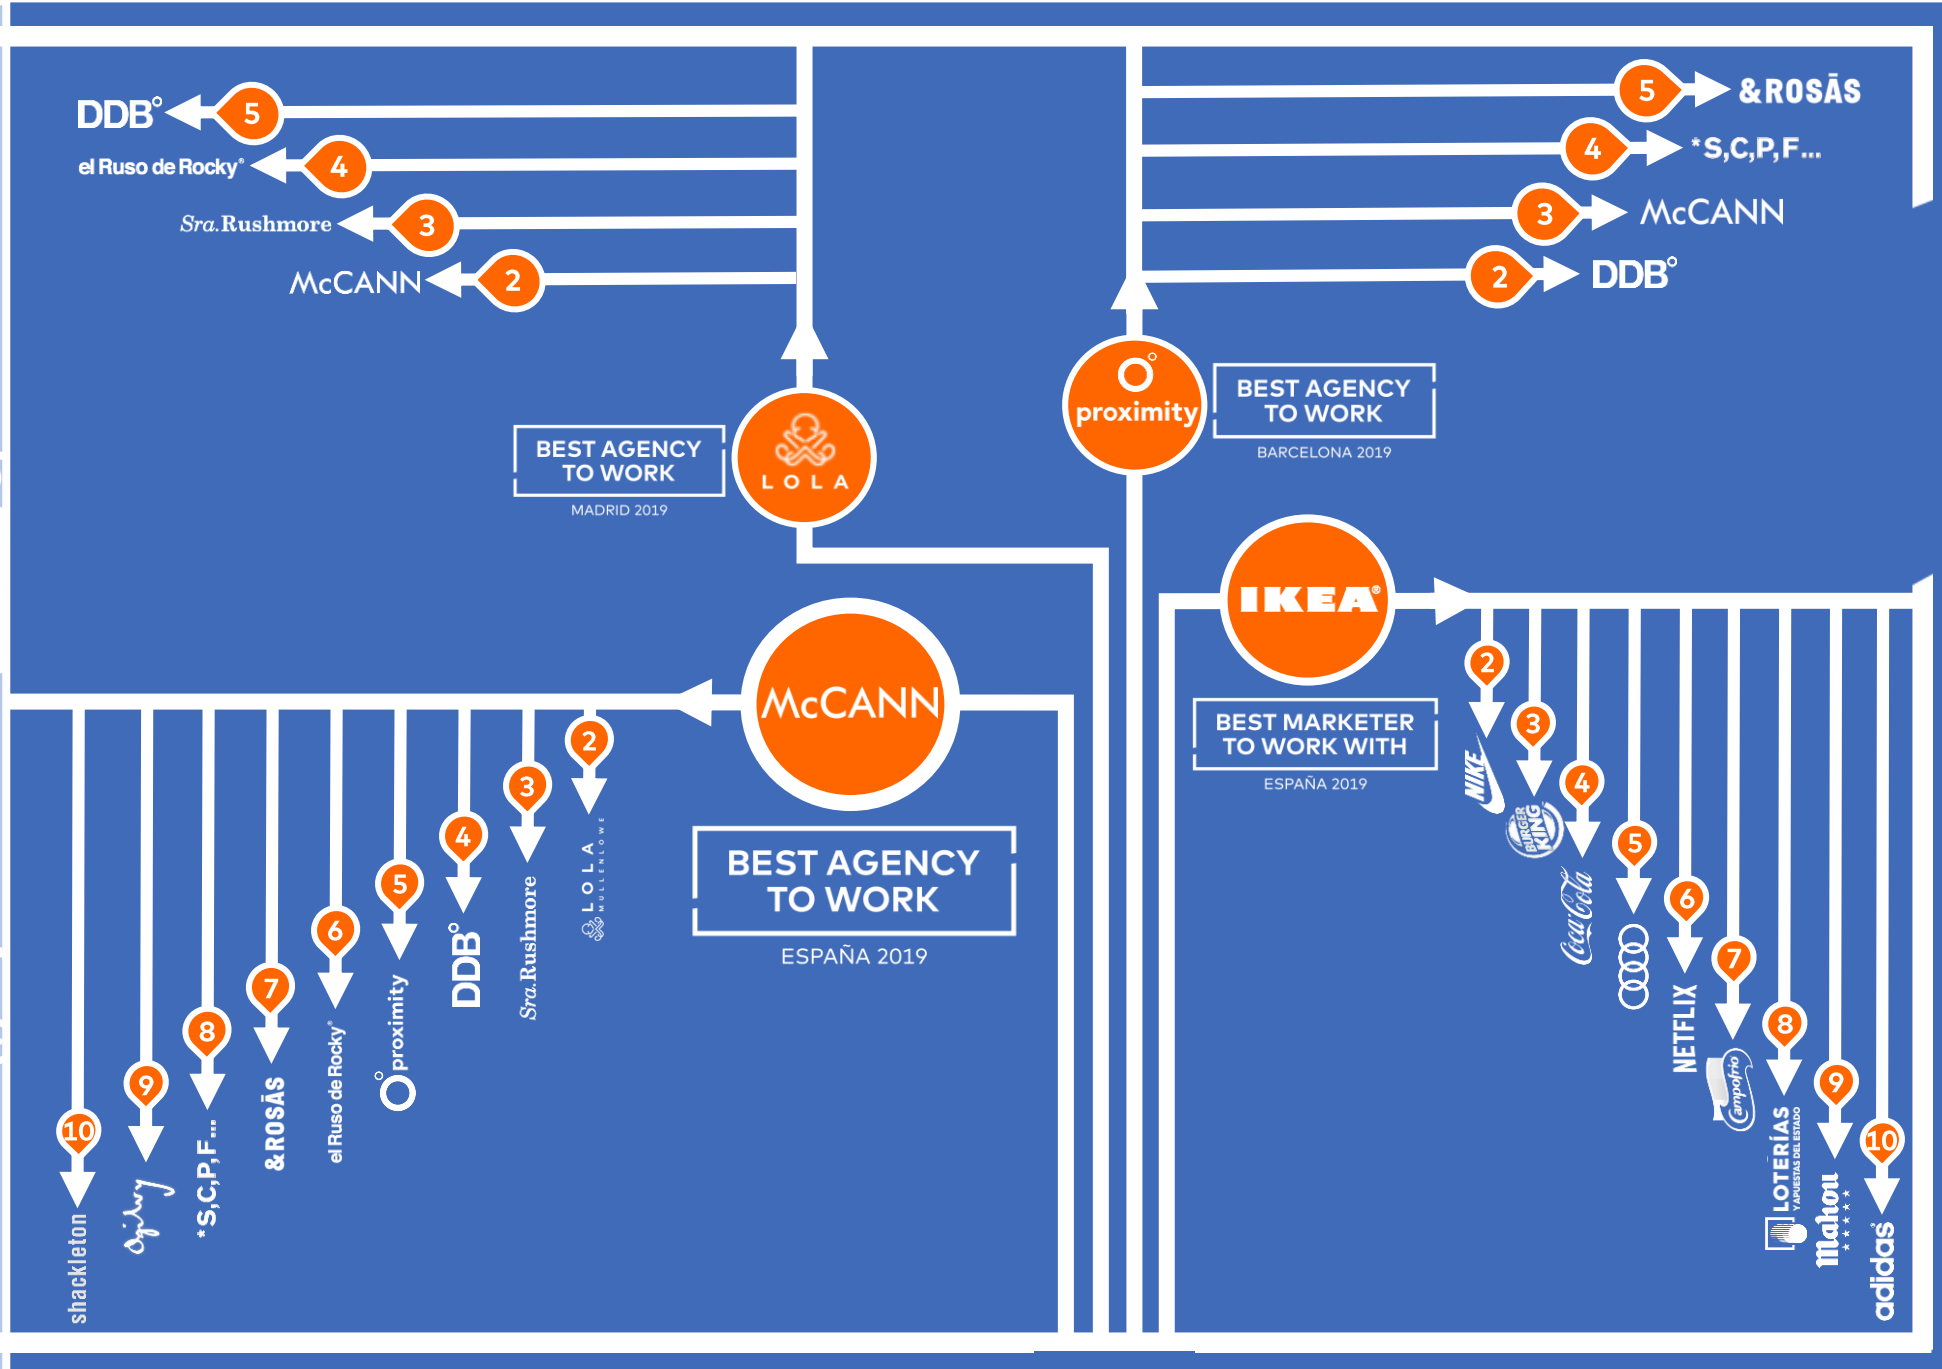 DDB°
5
el Ruso de Rocky®
4
Sra.Rushmore
3
McCANN
2
BEST AGENCY
TO WORK
MADRID 2019
LOLA
5
&ROSĀS
4
*S,C,P,F...
3
McCANN
2
DDB°
proximity
BEST AGENCY
TO WORK
BARCELONA 2019
McCANN
BEST AGENCY
TO WORK
ESPAÑA 2019
2
LOLA
MULLENLOWE
3
Sra.Rushmore
4
DDB°
5
proximity
6
el Ruso de Rocky®
7
&ROSĀS
8
*S,C,P,F...
9
Ogilvy
10
shackleton
IKEA®
BEST MARKETER
TO WORK WITH
ESPAÑA 2019
2
NIKE
3
BURGER
KING
4
Coca-Cola
5
6
NETFLIX
7
Campofrío
8
LOTERÍAS
Y APUESTAS DEL ESTADO
9
Mahou
10
adidas